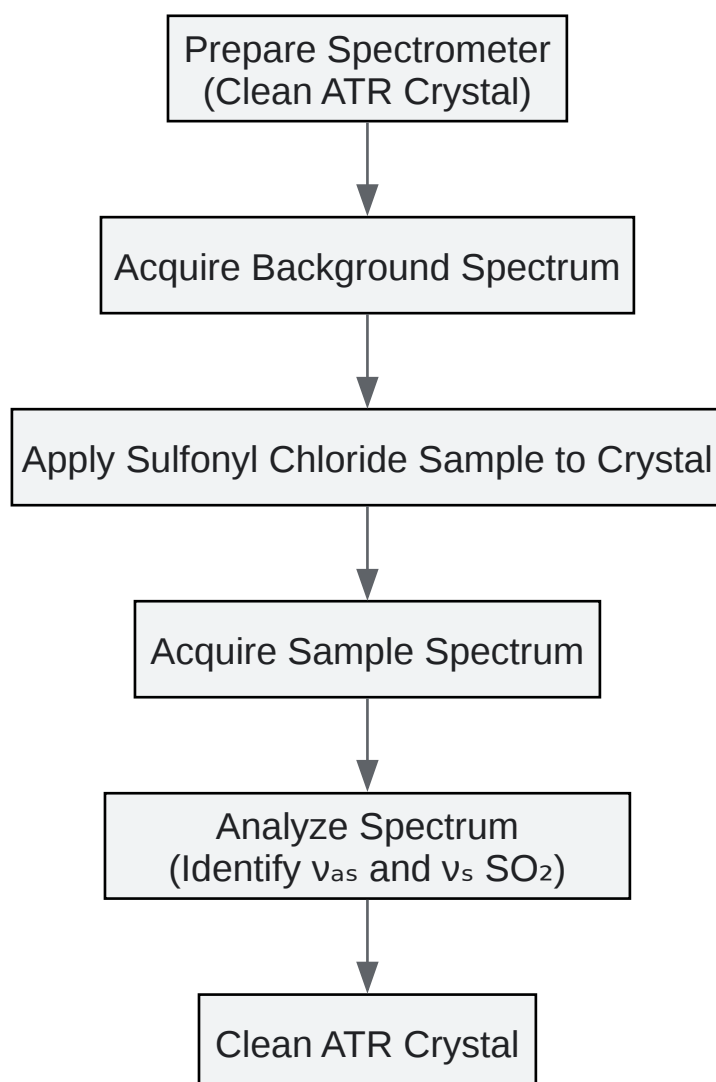 Prepare Spectrometer
(Clean ATR Crystal)
Acquire Background Spectrum
Apply Sulfonyl Chloride Sample to Crystal
Acquire Sample Spectrum
Analyze Spectrum
(Identify νₐₛ and νₛ SO₂)
Clean ATR Crystal